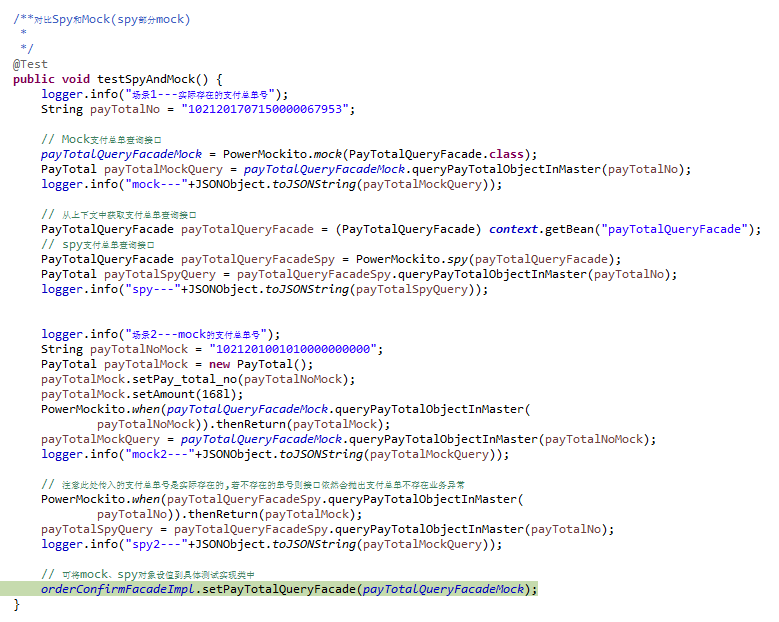 /**对比Spy和Mock(spy部分mock)
 *
 */
@Test
public void testSpyAndMock() {
    logger.info("场景1---实际存在的支付总单号");
    String payTotalNo = "1021201707150000067953";

    // Mock支付总单查询接口
    payTotalQueryFacadeMock = PowerMockito.mock(PayTotalQueryFacade.class);
    PayTotal payTotalMockQuery = payTotalQueryFacadeMock.queryPayTotalObjectInMaster(payTotalNo);
    logger.info("mock---"+JSONObject.toJSONString(payTotalMockQuery));

    // 从上下文中获取支付总单查询接口
    PayTotalQueryFacade payTotalQueryFacade = (PayTotalQueryFacade) context.getBean("payTotalQueryFacade");
    // spy支付总单查询接口
    PayTotalQueryFacade payTotalQueryFacadeSpy = PowerMockito.spy(payTotalQueryFacade);
    PayTotal payTotalSpyQuery = payTotalQueryFacadeSpy.queryPayTotalObjectInMaster(payTotalNo);
    logger.info("spy---"+JSONObject.toJSONString(payTotalSpyQuery));


    logger.info("场景2---mock的支付总单号");
    String payTotalNoMock = "1021201001010000000000";
    PayTotal payTotalMock = new PayTotal();
    payTotalMock.setPay_total_no(payTotalNoMock);
    payTotalMock.setAmount(168l);
    PowerMockito.when(payTotalQueryFacadeMock.queryPayTotalObjectInMaster(
            payTotalNoMock)).thenReturn(payTotalMock);
    payTotalMockQuery = payTotalQueryFacadeMock.queryPayTotalObjectInMaster(payTotalNoMock);
    logger.info("mock2---"+JSONObject.toJSONString(payTotalMockQuery));

    // 注意此处传入的支付总单号是实际存在的,若不存在的单号则接口依然会抛出支付总单不存在业务异常
    PowerMockito.when(payTotalQueryFacadeSpy.queryPayTotalObjectInMaster(
            payTotalNo)).thenReturn(payTotalMock);
    payTotalSpyQuery = payTotalQueryFacadeSpy.queryPayTotalObjectInMaster(payTotalNo);
    logger.info("spy2---"+JSONObject.toJSONString(payTotalMockQuery));

    // 可将mock、spy对象设值到具体测试实现类中
    orderConfirmFacadeImpl.setPayTotalQueryFacade(payTotalQueryFacadeMock);
}